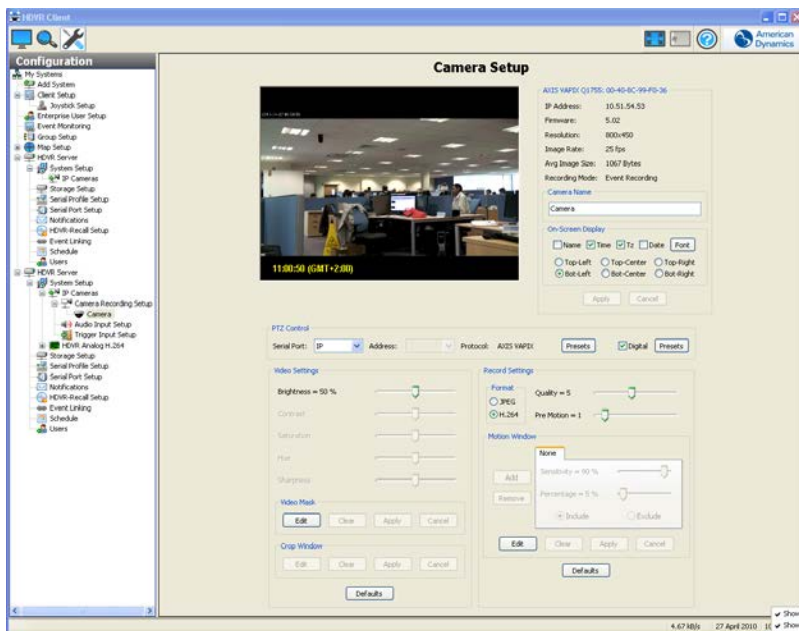 HDVR Client
American
Dynamics
Configuration
My Systems
Add System
Client Setup
Joystick Setup
Enterprise User Setup
Event Monitoring
Group Setup
Map Setup
HDVR Server
System Setup
IP Cameras
Storage Setup
Serial Profile Setup
Serial Port Setup
Notifications
HDVR-Recall Setup
Event Linking
Schedule
Users
HDVR Server
System Setup
IP Cameras
Camera Recording Setup
Camera
Audio Input Setup
Trigger Input Setup
HDVR Analog H.264
Storage Setup
Serial Profile Setup
Serial Port Setup
Notifications
HDVR-Recall Setup
Event Linking
Schedule
Users
Camera Setup
11:00:50 (GMT+2:00)
AXIS VAPIX Q1755: 00-40-8C-99-F0-36
IP Address: 10.51.54.53
Firmware: 5.02
Resolution: 800x450
Image Rate: 25 fps
Avg Image Size: 1067 Bytes
Recording Mode: Event Recording
Camera Name
Camera
On-Screen Display
Name Time Tz Date Font
Top-Left Top-Center Top-Right
Bot-Left Bot-Center Bot-Right
Apply Cancel
PTZ Control
Serial Port: IP Address: Protocol: AXIS VAPIX Presets Digital Presets
Video Settings
Brightness = 50 %
Contrast
Saturation
Hue
Sharpness
Video Mask
Edit Clear Apply Cancel
Crop Window
Edit Clear Apply Cancel
Defaults
Record Settings
Format
JPEG
H.264
Quality = 5
Pre Motion = 1
Motion Window
None
Add
Remove
Sensitivity = 90 %
Percentage = 5 %
Include Exclude
Edit Clear Apply Cancel
Defaults
4.67 kB/s 27 April 2010
Show
Show